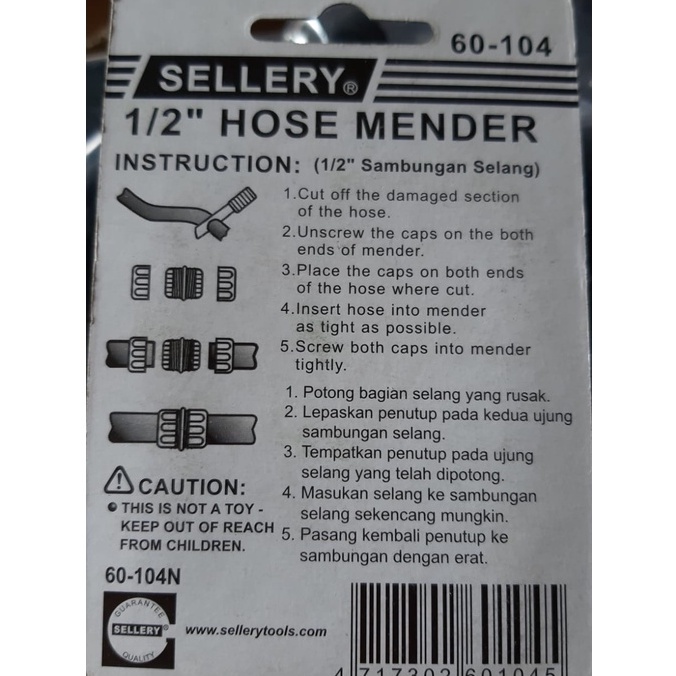 60-104
SELLERY®
1/2" HOSE MENDER
INSTRUCTION: (1/2" Sambungan Selang)
1.Cut off the damaged section
of the hose.
2.Unscrew the caps on the both
ends of mender.
3.Place the caps on both ends
of the hose where cut.
4.Insert hose into mender
as tight as possible.
5.Screw both caps into mender
tightly.
1. Potong bagian selang yang rusak.
2. Lepaskan penutup pada kedua ujung
sambungan selang.
3. Tempatkan penutup pada ujung
selang yang telah dipotong.
4. Masukan selang ke sambungan
selang sekencang mungkin.
5. Pasang kembali penutup ke
sambungan dengan erat.
CAUTION:
THIS IS NOT A TOY -
KEEP OUT OF REACH
FROM CHILDREN.
60-104N
GUARANTEE
SELLERY
QUALITY
www.sellerytools.com
4 717302 601045